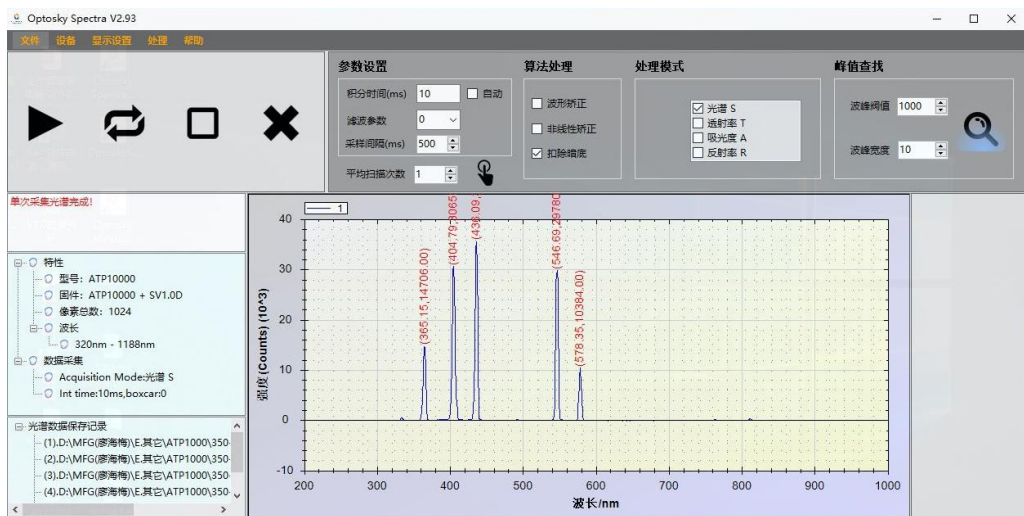 Optosky Spectra V2.93
文件 设备 显示设置 处理 帮助
参数设置
积分时间(ms) 10 自动
滤波参数 0
采样间隔(ms) 500
平均扫描次数 1
算法处理
波形矫正
非线性矫正
扣除暗底
处理模式
光谱 S
透射率 T
吸光度 A
反射率 R
峰值查找
波峰阀值 1000
波峰宽度 10
单次采集光谱完成!
特性
型号: ATP10000
固件: ATP10000 + SV1.0D
像素总数: 1024
波长
320nm - 1188nm
数据采集
Acquisition Mode:光谱 S
Int time:10ms,boxcar:0
光谱数据保存记录
(1).D:\MFG(廖海梅)\E.其它\ATP1000\350-
(2).D:\MFG(廖海梅)\E.其它\ATP1000\350-
(3).D:\MFG(廖海梅)\E.其它\ATP1000\350-
(4).D:\MFG(廖海梅)\E.其它\ATP1000\350-
1
强度(Counts) (10^3)
40
30
20
10
0
-10
(365.15,14706.00)
(404.79,3065
(436.09,
(546.69,29780
(578.35,10384.00)
200 300 400 500 600 700 800 900 1000
波长/nm